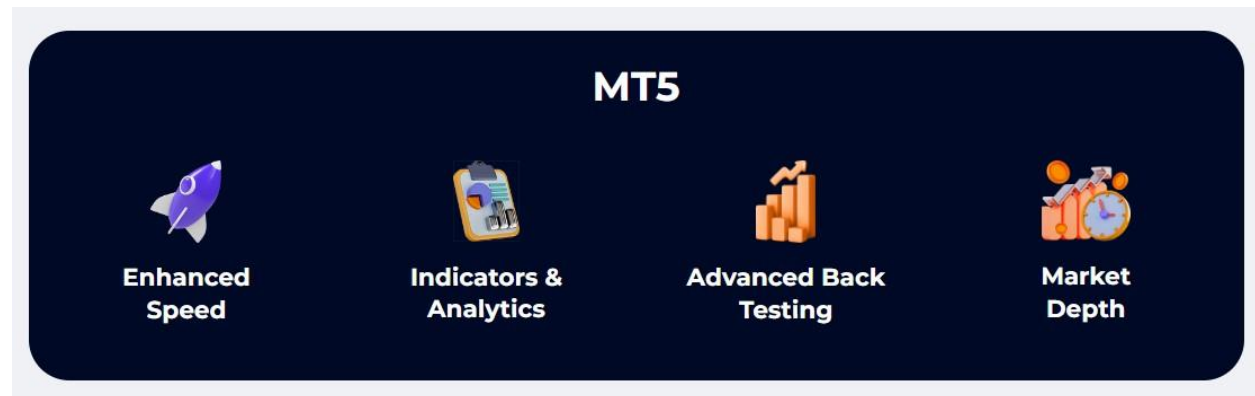 MT5
Enhanced
Speed
Indicators &
Analytics
Advanced Back
Testing
Market
Depth